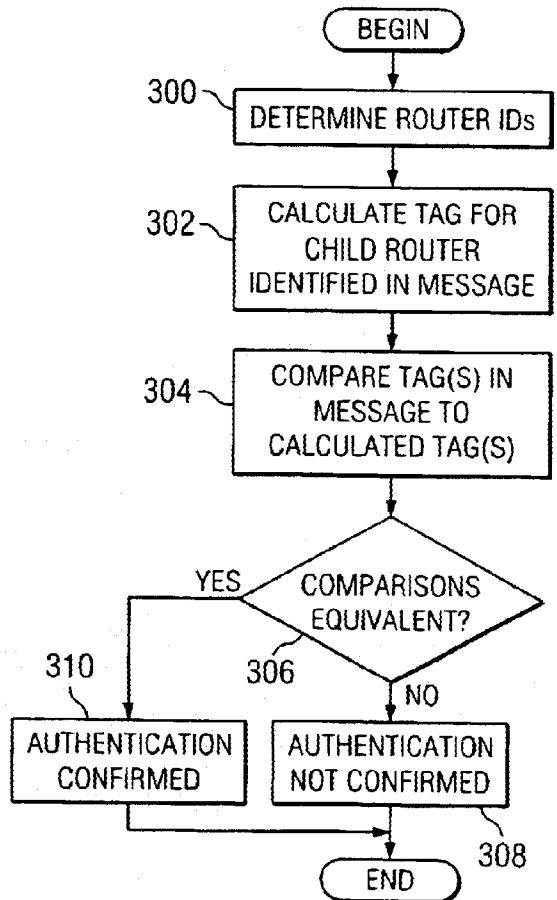 BEGIN
300
DETERMINE ROUTER IDs
302
CALCULATE TAG FOR
CHILD ROUTER
IDENTIFIED IN MESSAGE
304
COMPARE TAG(S) IN
MESSAGE TO
CALCULATED TAG(S)
YES
COMPARISONS
EQUIVALENT?
306
310
NO
AUTHENTICATION
CONFIRMED
AUTHENTICATION
NOT CONFIRMED
308
END